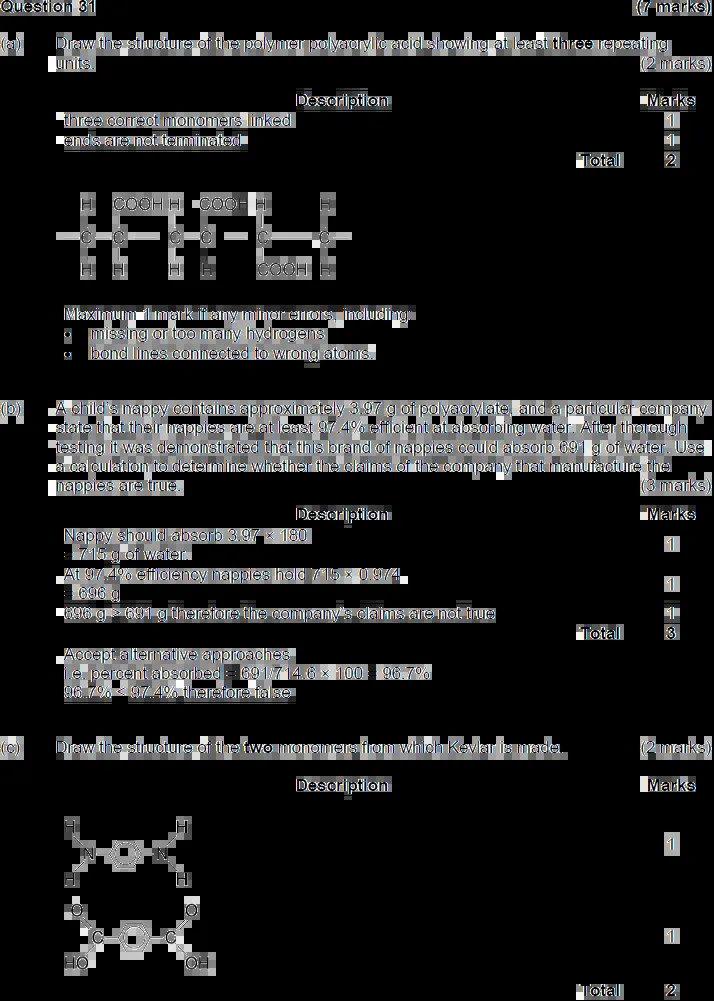 Question 31 (7 marks)
(a) Draw the structure of the polymer polyacrylic acid showing at least three repeating
units. (2 marks)
Description Marks
three correct monomers linked 1
ends are not terminated 1
Total 2
H COOH H COOH H H
C C C C C C
H H H H COOH H
Maximum 1 mark if any minor errors, including:
• missing or too many hydrogens
• bond lines connected to wrong atoms
(b) A child's nappy contains approximately 3.97 g of polyacrylate, and a particular company
state that their nappies are at least 97.4% efficient at absorbing water. After thorough
testing it was demonstrated that this brand of nappies could absorb 691 g of water. Use
a calculation to determine whether the claims of the company that manufacture the
nappies are true. (3 marks)
Description Marks
Nappy should absorb 3.97 × 180
= 715 g of water 1
At 97.4% efficiency nappies hold 715 × 0.974
= 696 g 1
696 g > 691 g therefore the company's claims are not true 1
Total 3
Accept alternative approaches
i.e. percent absorbed = 691/714.6 × 100 = 96.7%
96.7% < 97.4% therefore false
(c) Draw the structure of the two monomers from which Kevlar is made. (2 marks)
Description Marks
H H
N N 1
H H
O O
C C 1
HO OH
Total 2